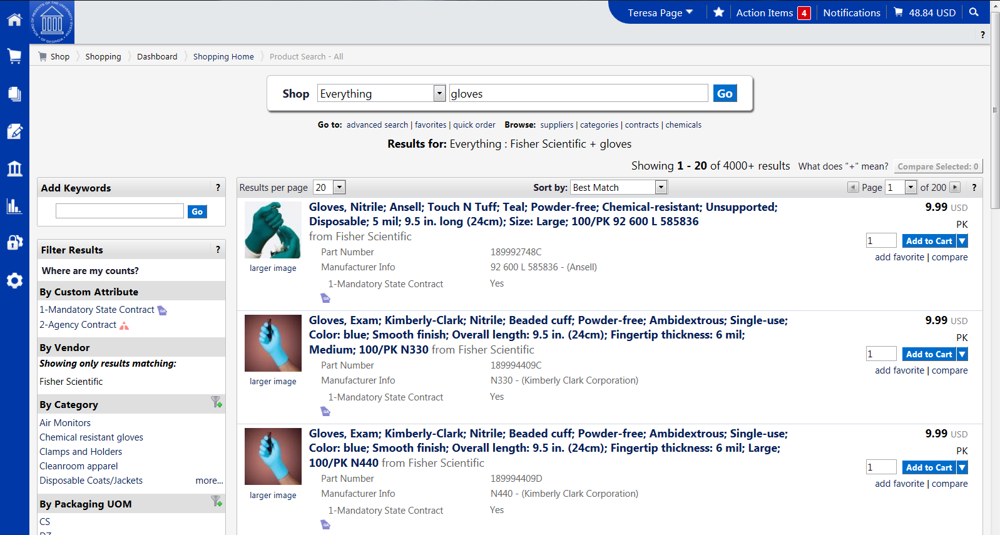 BOARD OF REGENTS OF THE UNIVERSITY SYSTEM OF GEORGIA
Teresa Page
Action Items 4
Notifications
48.84 USD
?
Shop
Shopping
Dashboard
Shopping Home
Product Search - All
Shop Everything gloves Go
Go to: advanced search | favorites | quick order Browse: suppliers | categories | contracts | chemicals
Results for: Everything : Fisher Scientific + gloves
Showing 1 - 20 of 4000+ results What does "+" mean? Compare Selected: 0
Add Keywords ?
Go
Filter Results ?
Where are my counts?
By Custom Attribute
1-Mandatory State Contract GA
2-Agency Contract
By Vendor
Showing only results matching:
Fisher Scientific
By Category
Air Monitors
Chemical resistant gloves
Clamps and Holders
Cleanroom apparel
Disposable Coats/Jackets more...
By Packaging UOM
CS
DZ
Results per page 20 Sort by: Best Match Page 1 of 200 ?
larger image
Gloves, Nitrile; Ansell; Touch N Tuff; Teal; Powder-free; Chemical-resistant; Unsupported;
Disposable; 5 mil; 9.5 in. long (24cm); Size: Large; 100/PK 92 600 L 585836
from Fisher Scientific
Part Number 189992748C
Manufacturer Info 92 600 L 585836 - (Ansell)
1-Mandatory State Contract Yes
GA
9.99 USD
PK
1 Add to Cart
add favorite | compare
larger image
Gloves, Exam; Kimberly-Clark; Nitrile; Beaded cuff; Powder-free; Ambidextrous; Single-use;
Color: blue; Smooth finish; Overall length: 9.5 in. (24cm); Fingertip thickness: 6 mil;
Medium; 100/PK N330 from Fisher Scientific
Part Number 189994409C
Manufacturer Info N330 - (Kimberly Clark Corporation)
1-Mandatory State Contract Yes
GA
9.99 USD
PK
1 Add to Cart
add favorite | compare
larger image
Gloves, Exam; Kimberly-Clark; Nitrile; Beaded cuff; Powder-free; Ambidextrous; Single-use;
Color: blue; Smooth finish; Overall length: 9.5 in. (24cm); Fingertip thickness: 6 mil; Large;
100/PK N440 from Fisher Scientific
Part Number 189994409D
Manufacturer Info N440 - (Kimberly Clark Corporation)
1-Mandatory State Contract Yes
GA
9.99 USD
PK
1 Add to Cart
add favorite | compare